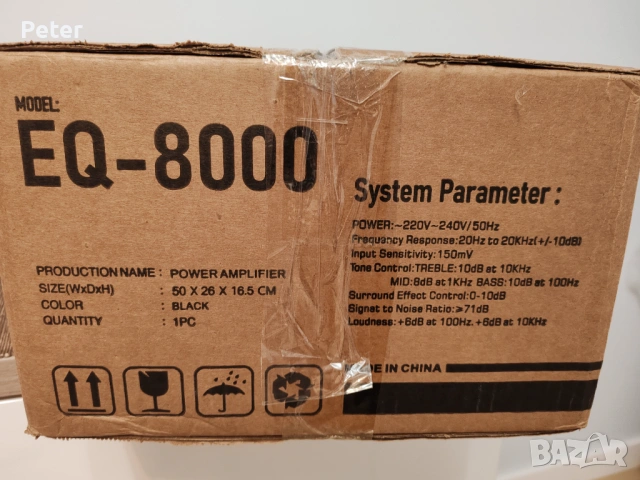 Peter
MODEL:
EQ-8000
PRODUCTION NAME : POWER AMPLIFIER
SIZE(WxDxH) : 50 X 26 X 16.5 CM
COLOR : BLACK
QUANTITY : 1PC
System Parameter :
POWER:~220V~240V/50Hz
Frequency Response:20Hz to 20KHz(+/-10dB)
Input Sensitivity:150mV
Tone Control:TREBLE:10dB at 10KHz
MID:8dB at 1KHz BASS:10dB at 100Hz
Surround Effect Control:0-10dB
Signet to Noise Ratio:≥71dB
Loudness:+6dB at 100Hz.+6dB at 10KHz
DE IN CHINA
BAZAR